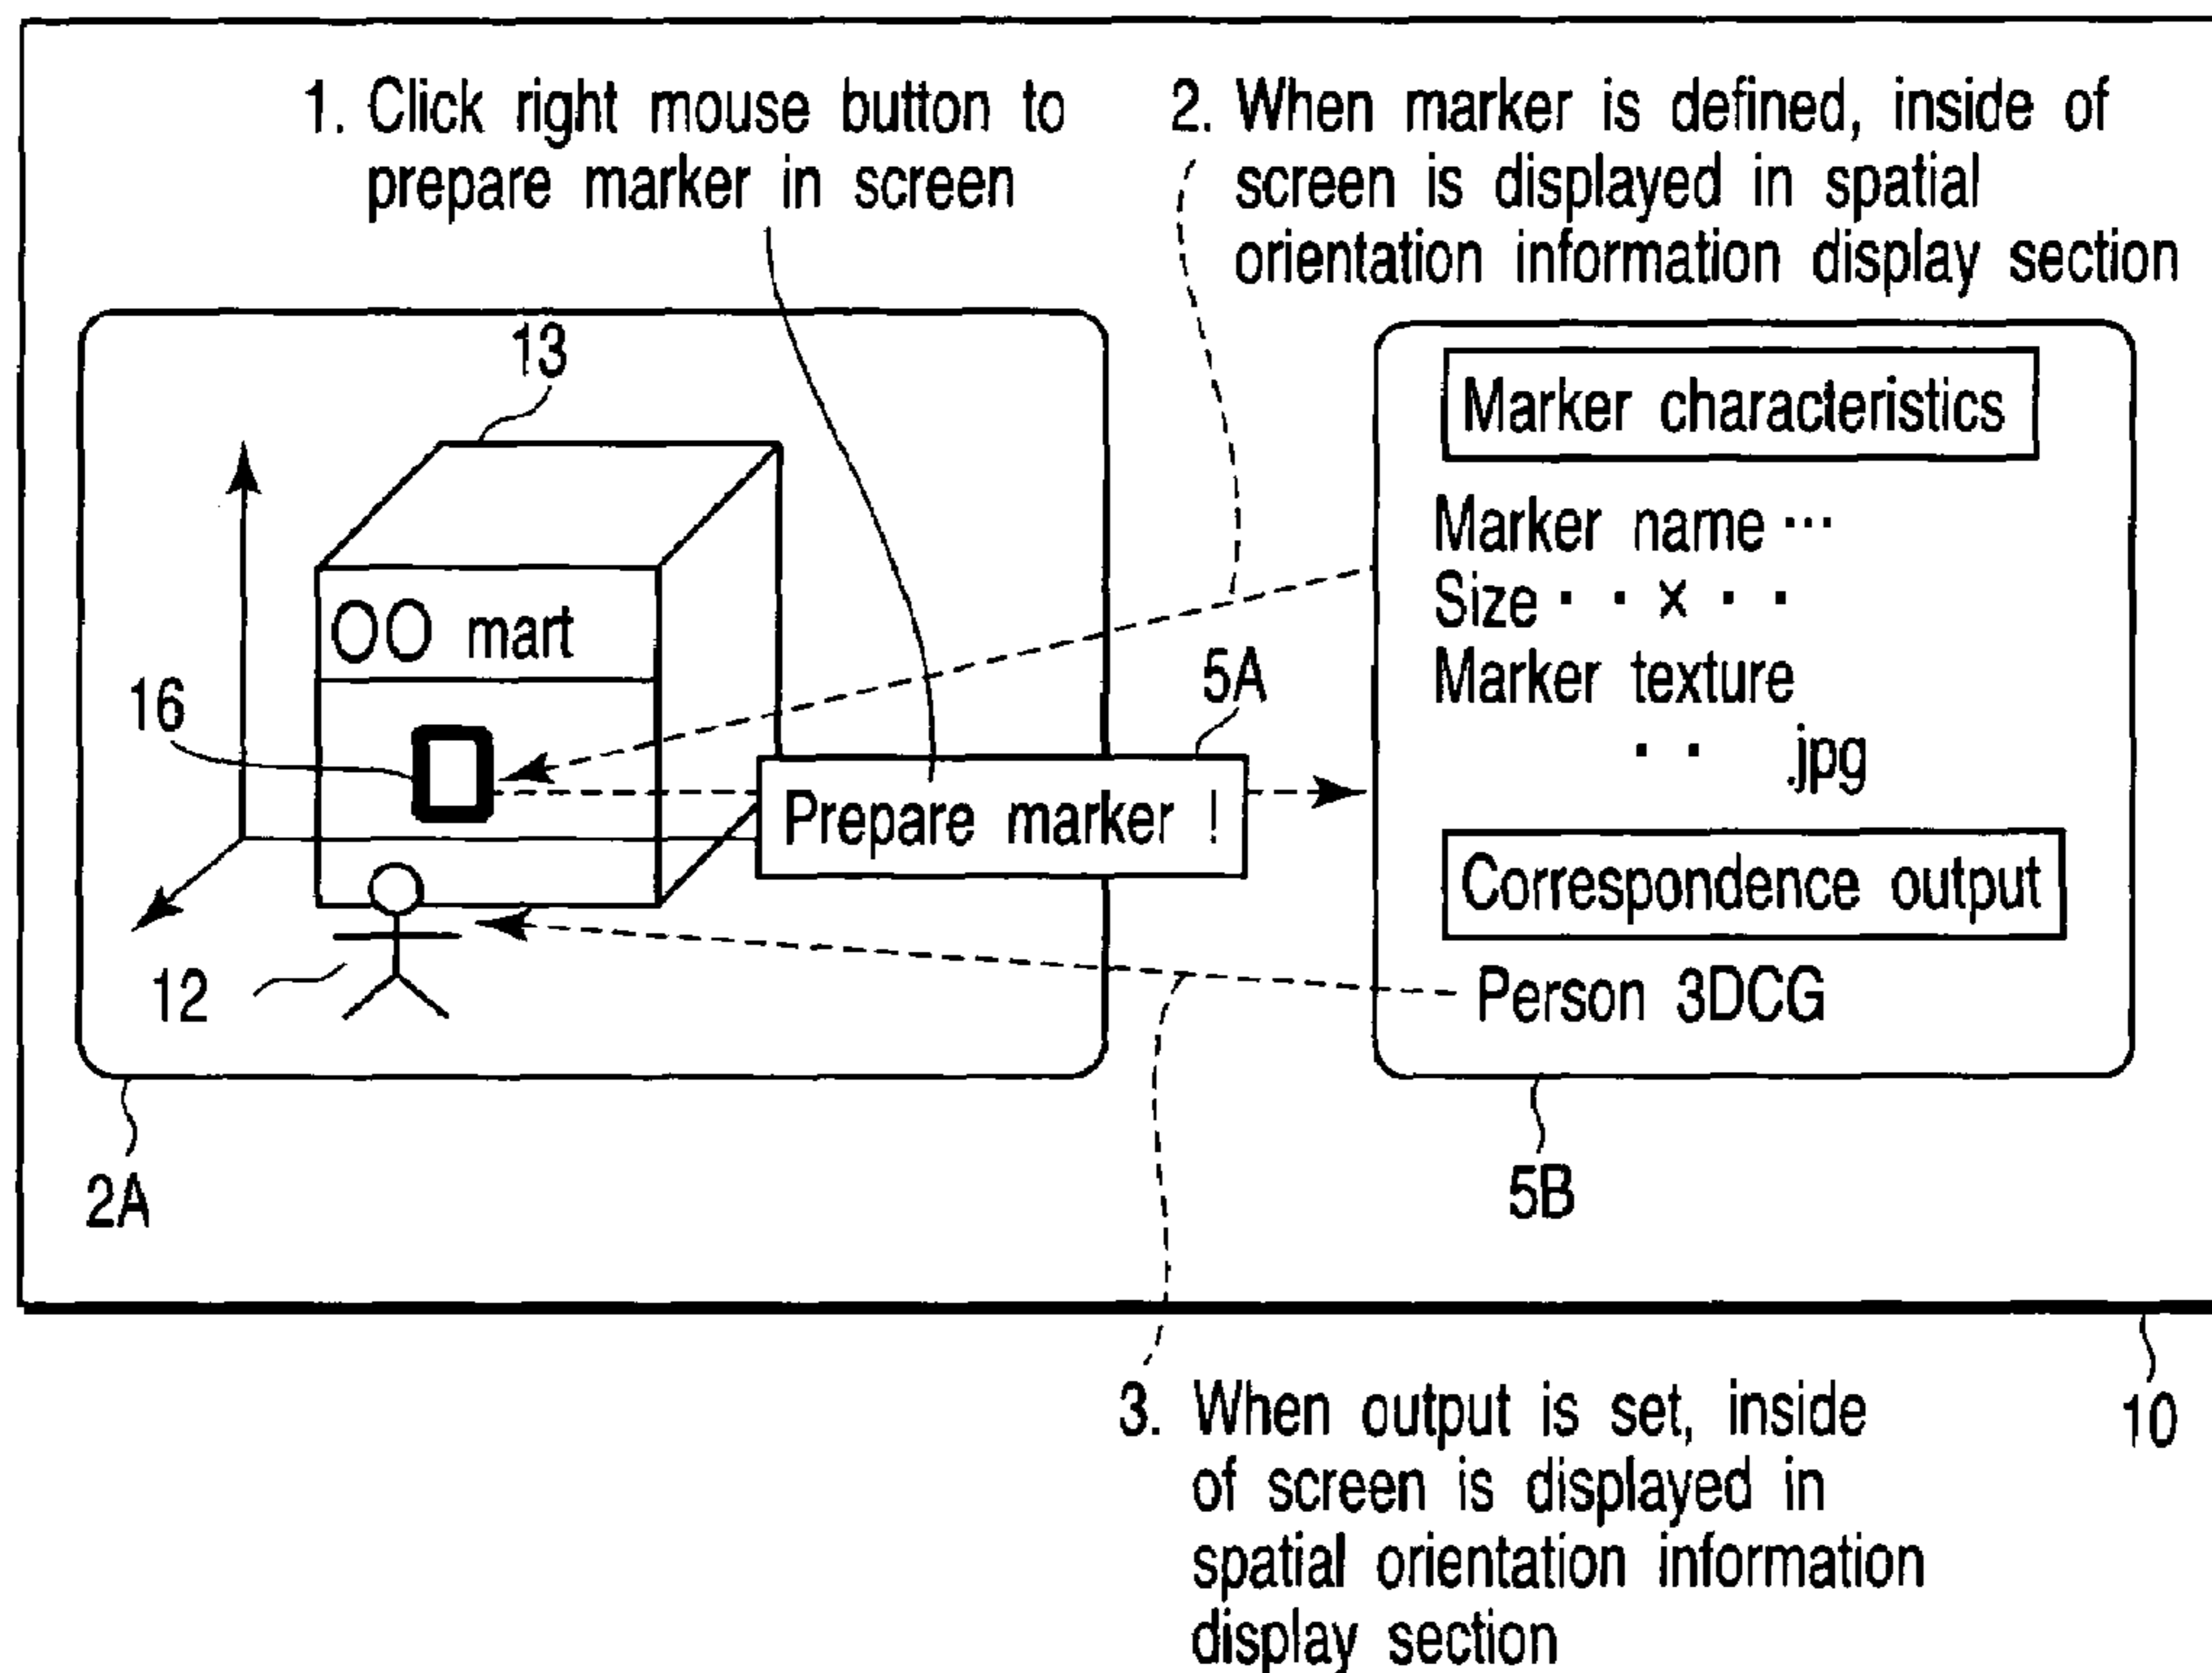 1. Click right mouse button to
prepare marker in screen
2. When marker is defined, inside of
screen is displayed in spatial
orientation information display section
13
○○ mart
16
12
2A
5A
Prepare marker !
Marker characteristics
Marker name ···
Size · · × · ·
Marker texture
· · .jpg
Correspondence output
Person 3DCG
5B
10
3. When output is set, inside
of screen is displayed in
spatial orientation information
display section